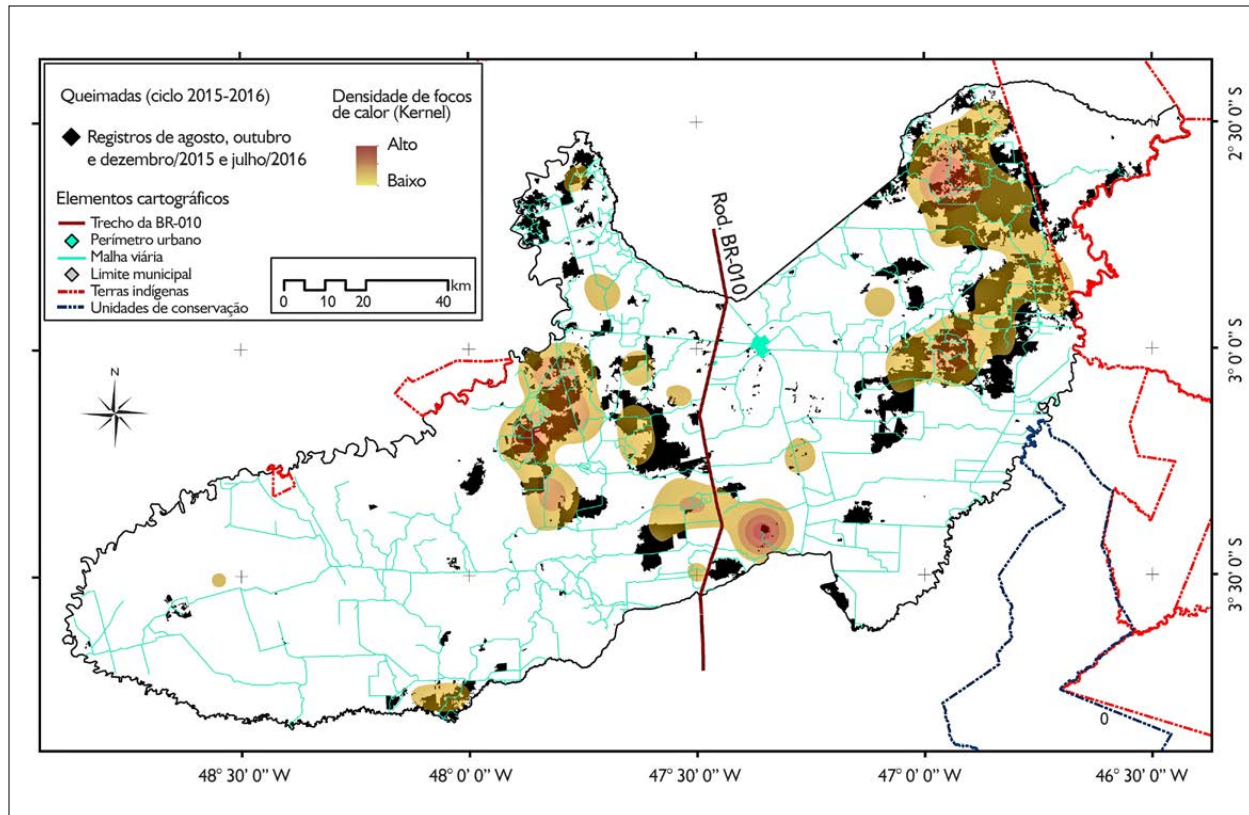 Queimadas (ciclo 2015-2016)
Registros de agosto, outubro
e dezembro/2015 e julho/2016
Densidade de focos
de calor (Kernel)
Alto
Baixo
Elementos cartográficos
Trecho da BR-010
Perímetro urbano
Malha viária
Limite municipal
Terras indígenas
Unidades de conservação
km
0 10 20 40
N
Rod. BR-010
0
2° 30' 0'' S
3° 0' 0'' S
3° 30' 0'' S
48° 30' 0'' W
48° 0' 0'' W
47° 30' 0'' W
47° 0' 0'' W
46° 30' 0'' W